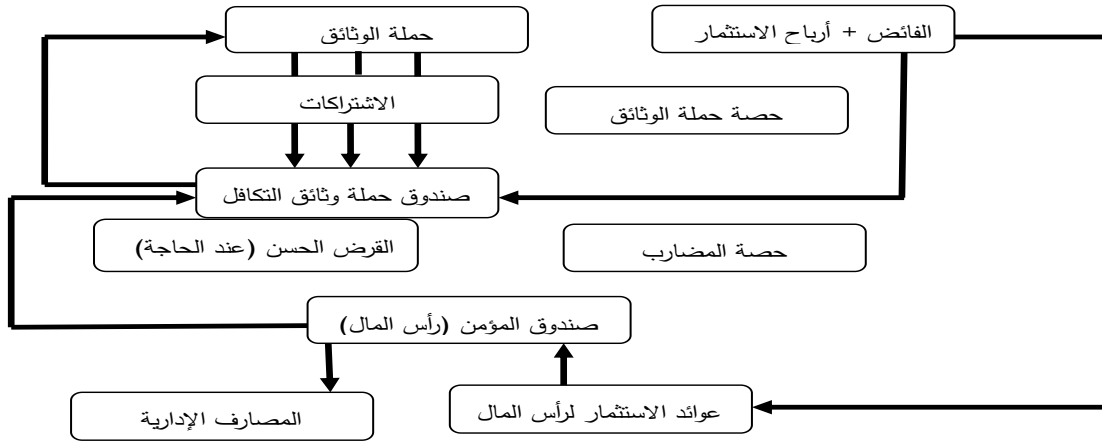 حملة الوثائق
الفائض + أرباح الاستثمار
الاشتراكات
حصة حملة الوثائق
صندوق حملة وثائق التكافل
القرض الحسن (عند الحاجة)
حصة المضارب
صندوق المؤمن (رأس المال)
عوائد الاستثمار لرأس المال
المصارف الإدارية